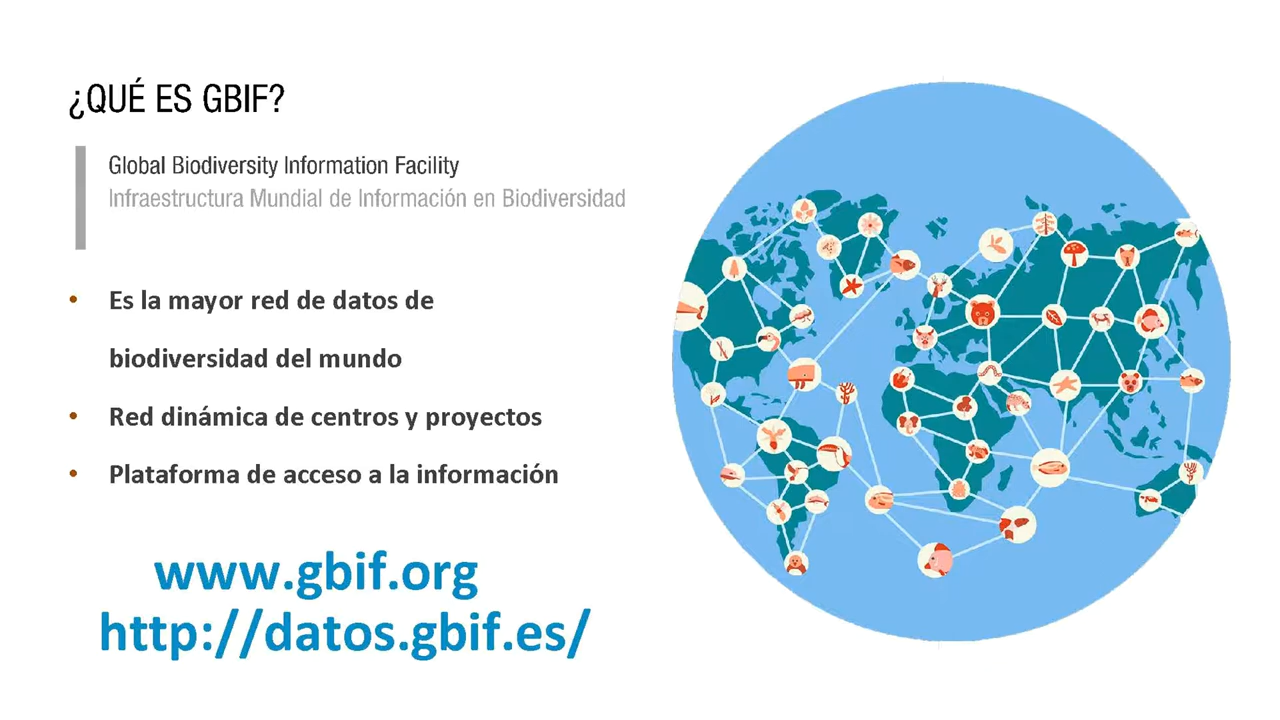 ¿QUÉ ES GBIF?
Global Biodiversity Information Facility
Infraestructura Mundial de Información en Biodiversidad
• Es la mayor red de datos de
biodiversidad del mundo
• Red dinámica de centros y proyectos
• Plataforma de acceso a la información
www.gbif.org
http://datos.gbif.es/